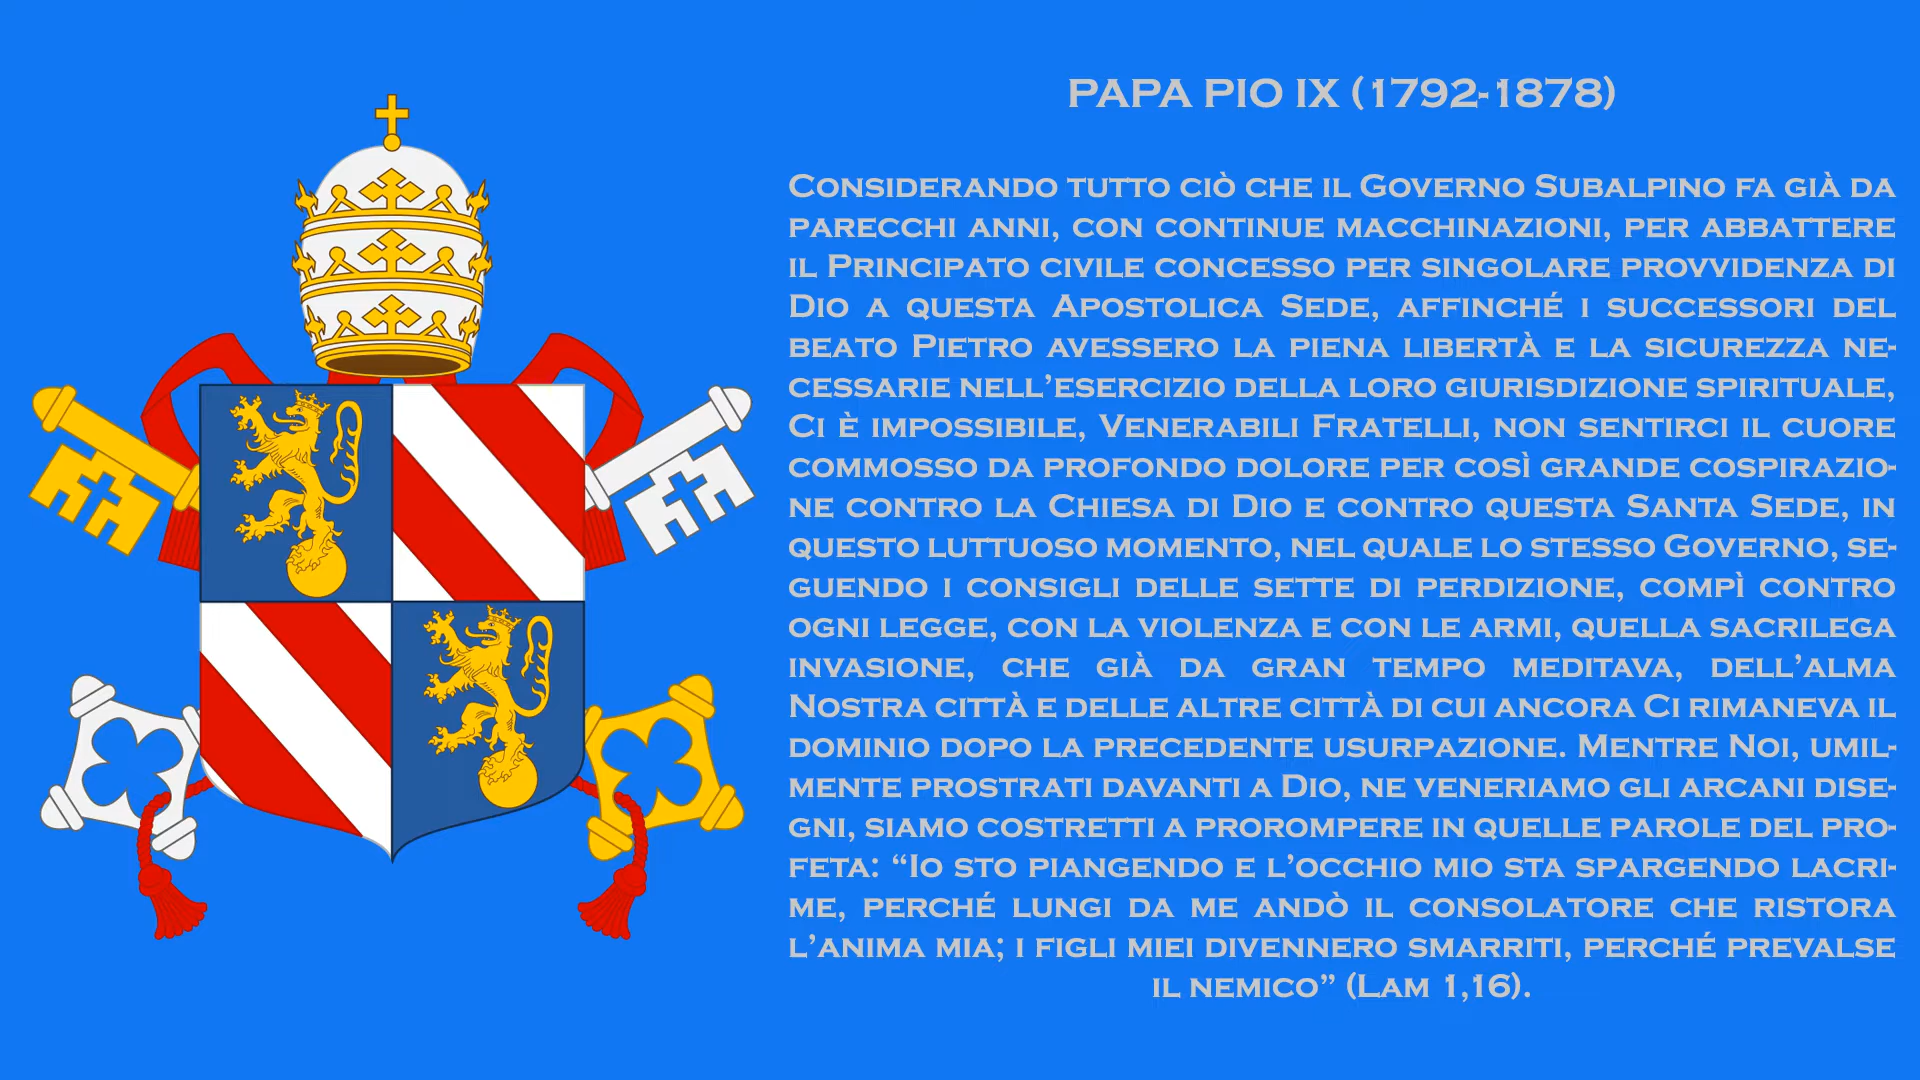 PAPA PIO IX (1792-1878)
Considerando tutto ciò che il Governo Subalpino fa già da
parecchi anni, con continue macchinazioni, per abbattere
il Principato civile concesso per singolare provvidenza di
Dio a questa Apostolica Sede, affinché i successori del
beato Pietro avessero la piena libertà e la sicurezza ne-
cessarie nell’esercizio della loro giurisdizione spirituale,
Ci è impossibile, Venerabili Fratelli, non sentirci il cuore
commosso da profondo dolore per così grande cospirazio-
ne contro la Chiesa di Dio e contro questa Santa Sede, in
questo luttuoso momento, nel quale lo stesso Governo, se-
guendo i consigli delle sette di perdizione, compì contro
ogni legge, con la violenza e con le armi, quella sacrilega
invasione, che già da gran tempo meditava, dell’alma
Nostra città e delle altre città di cui ancora Ci rimaneva il
dominio dopo la precedente usurpazione. Mentre Noi, umil-
mente prostrati davanti a Dio, ne veneriamo gli arcani dise-
gni, siamo costretti a prorompere in quelle parole del pro-
feta: “Io sto piangendo e l’occhio mio sta spargendo lacri-
me, perché lungi da me andò il consolatore che ristora
l’anima mia; i figli miei divennero smarriti, perché prevalse
il nemico” (Lam 1,16).